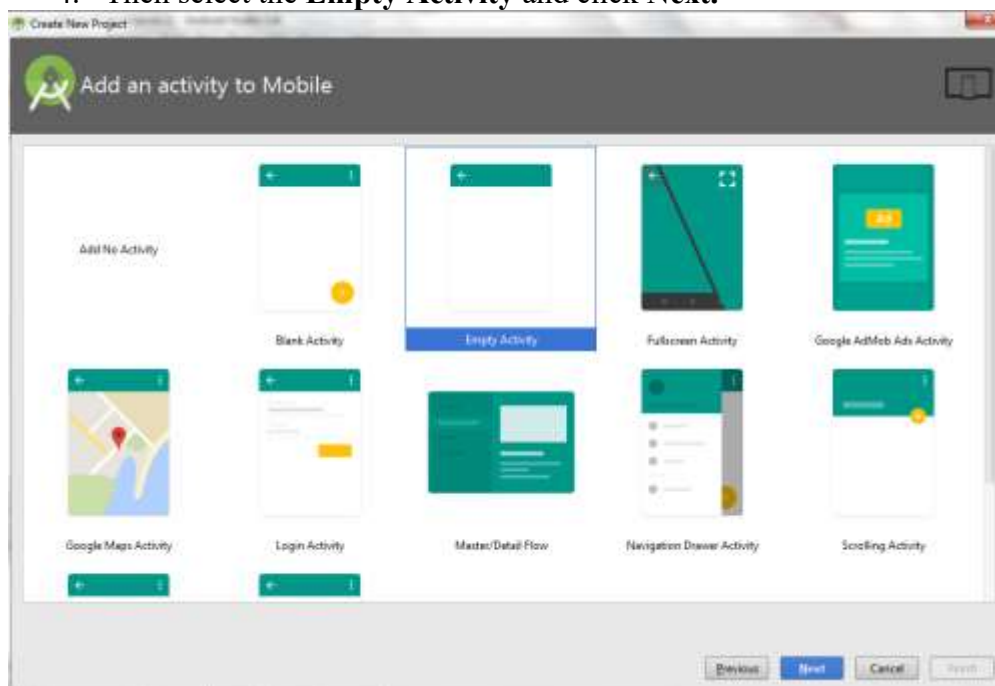 4. Then select the Empty Activity and click Next.
Create New Project
Add an activity to Mobile
Add No Activity
Blank Activity
Empty Activity
Fullscreen Activity
Ad
Google AdMob Ads Activity
Google Maps Activity
Login Activity
Master/Detail Flow
Navigation Drawer Activity
Scrolling Activity
Previous
Next
Cancel
Finish